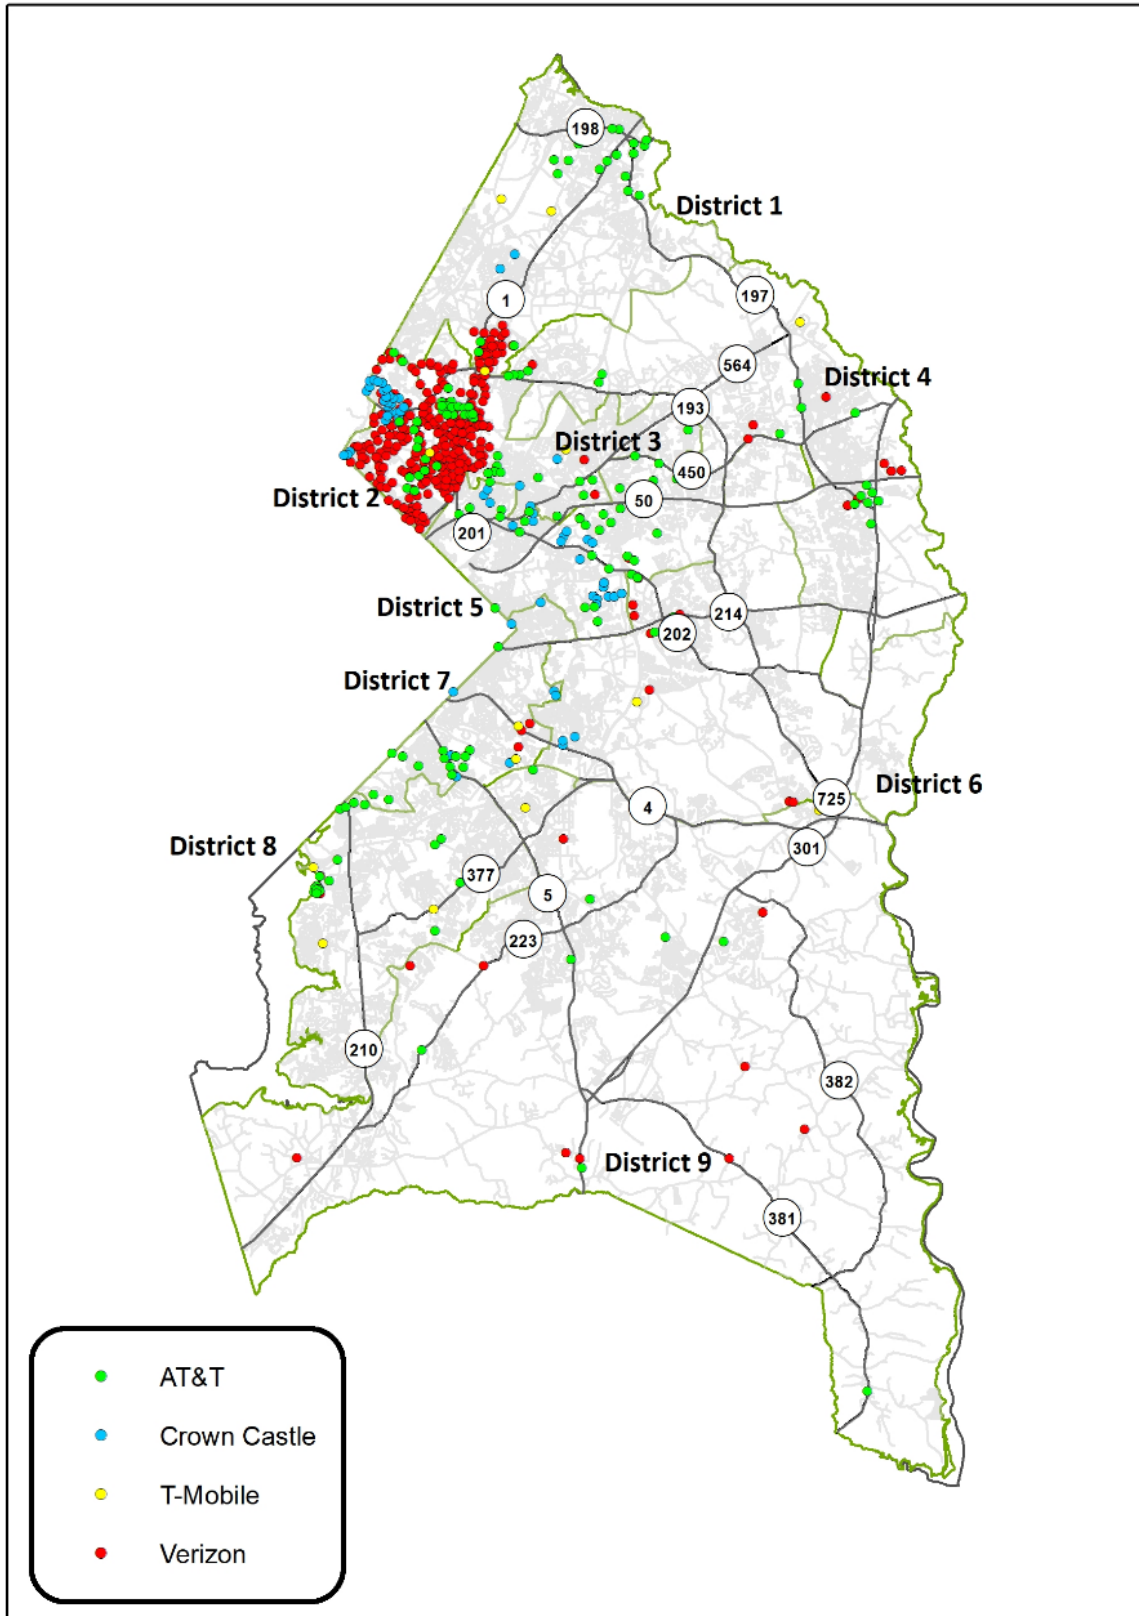 198
District 1
197
1
564
District 4
193
District 3
450
District 2
50
201
District 5
214
202
District 7
District 6
725
4
301
District 8
377
5
223
210
382
District 9
381
AT&T
Crown Castle
T-Mobile
Verizon